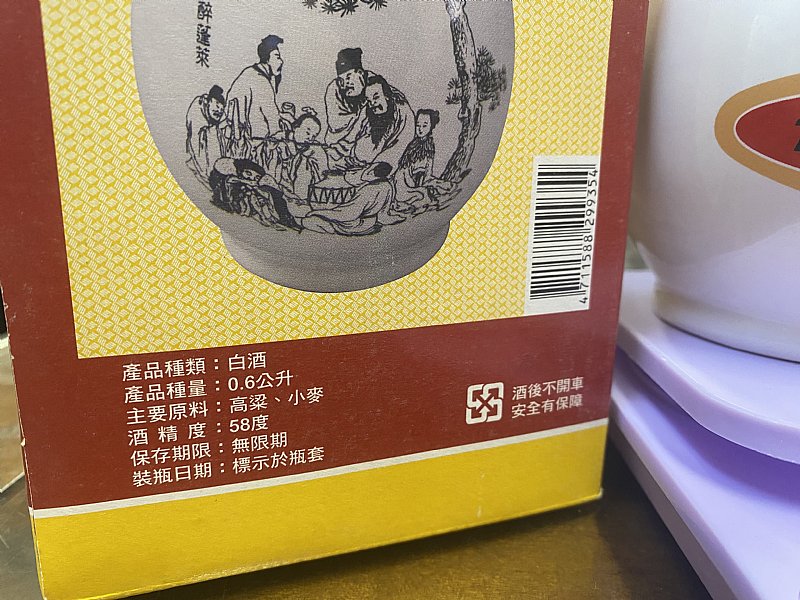 醉蓬萊
4711588299354
產品種類：白酒
產品種量：0.6公升
主要原料：高粱、小麥
酒精度：58度
保存期限：無限期
裝瓶日期：標示於瓶套
酒後不開車
安全有保障